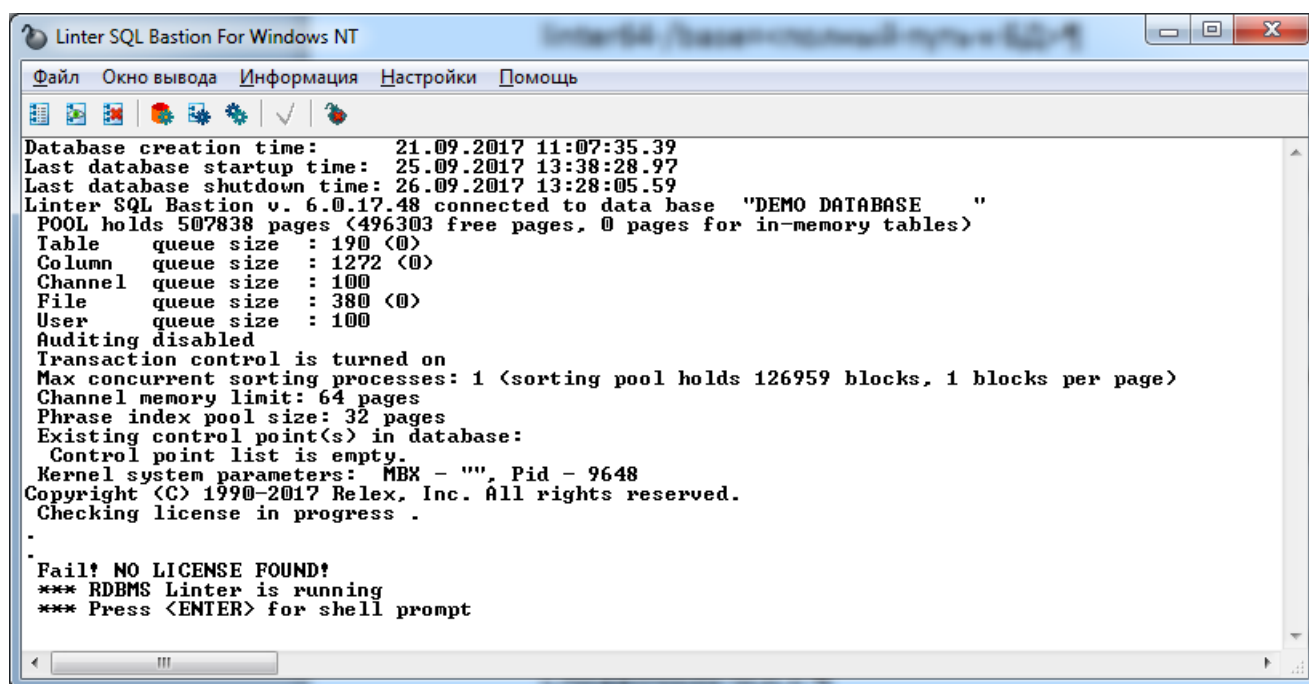 Linter SQL Bastion For Windows NT
Файл Окно вывода Информация Настройки Помощь
Database creation time: 21.09.2017 11:07:35.39
Last database startup time: 25.09.2017 13:38:28.97
Last database shutdown time: 26.09.2017 13:28:05.59
Linter SQL Bastion v. 6.0.17.48 connected to data base "DEMO DATABASE "
POOL holds 507838 pages (496303 free pages, 0 pages for in-memory tables)
Table queue size : 190 (0)
Column queue size : 1272 (0)
Channel queue size : 100
File queue size : 380 (0)
User queue size : 100
Auditing disabled
Transaction control is turned on
Max concurrent sorting processes: 1 (sorting pool holds 126959 blocks, 1 blocks per page)
Channel memory limit: 64 pages
Phrase index pool size: 32 pages
Existing control point(s) in database:
Control point list is empty.
Kernel system parameters: MBX - "", Pid - 9648
Copyright (C) 1990-2017 Relex, Inc. All rights reserved.
Checking license in progress .
.
.
Fail! NO LICENSE FOUND!
*** RDBMS Linter is running
*** Press <ENTER> for shell prompt